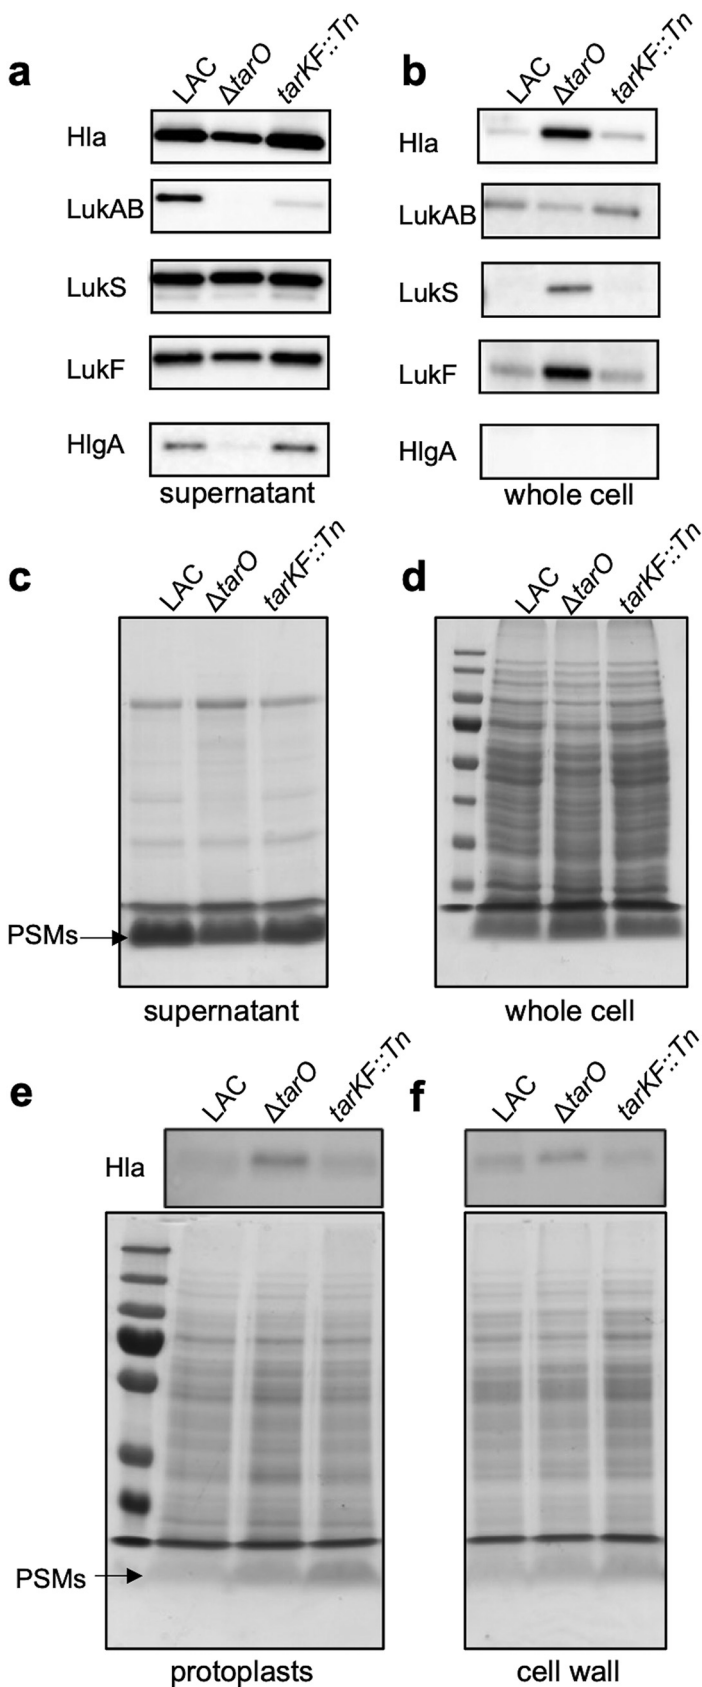 a
LAC
ΔtarO
tarKF::Tn
Hla
LukAB
LukS
LukF
HlgA
supernatant
b
LAC
ΔtarO
tarKF::Tn
Hla
LukAB
LukS
LukF
HlgA
whole cell
c
LAC
ΔtarO
tarKF::Tn
PSMs
supernatant
d
LAC
ΔtarO
tarKF::Tn
whole cell
e
LAC
ΔtarO
tarKF::Tn
Hla
PSMs
protoplasts
f
LAC
ΔtarO
tarKF::Tn
cell wall